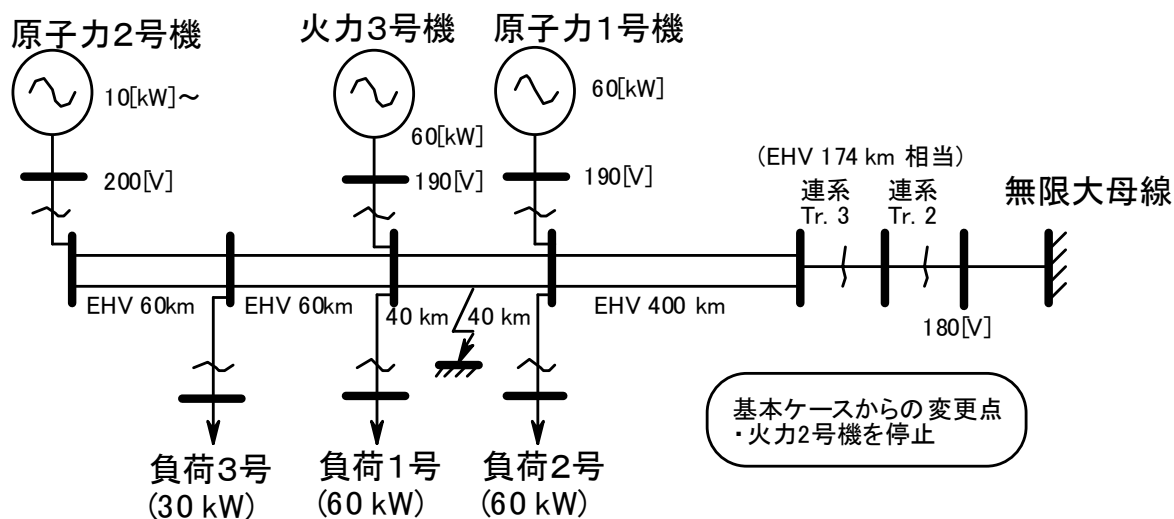 原子力2号機
火力3号機
原子力1号機
10[kW]～
60[kW]
60[kW]
200[V]
190[V]
190[V]
(EHV 174 km 相当)
連系
Tr. 3
連系
Tr. 2
無限大母線
EHV 60km
EHV 60km
40 km
40 km
EHV 400 km
180[V]
基本ケースからの変更点
・火力2号機を停止
負荷3号
(30 kW)
負荷1号
(60 kW)
負荷2号
(60 kW)